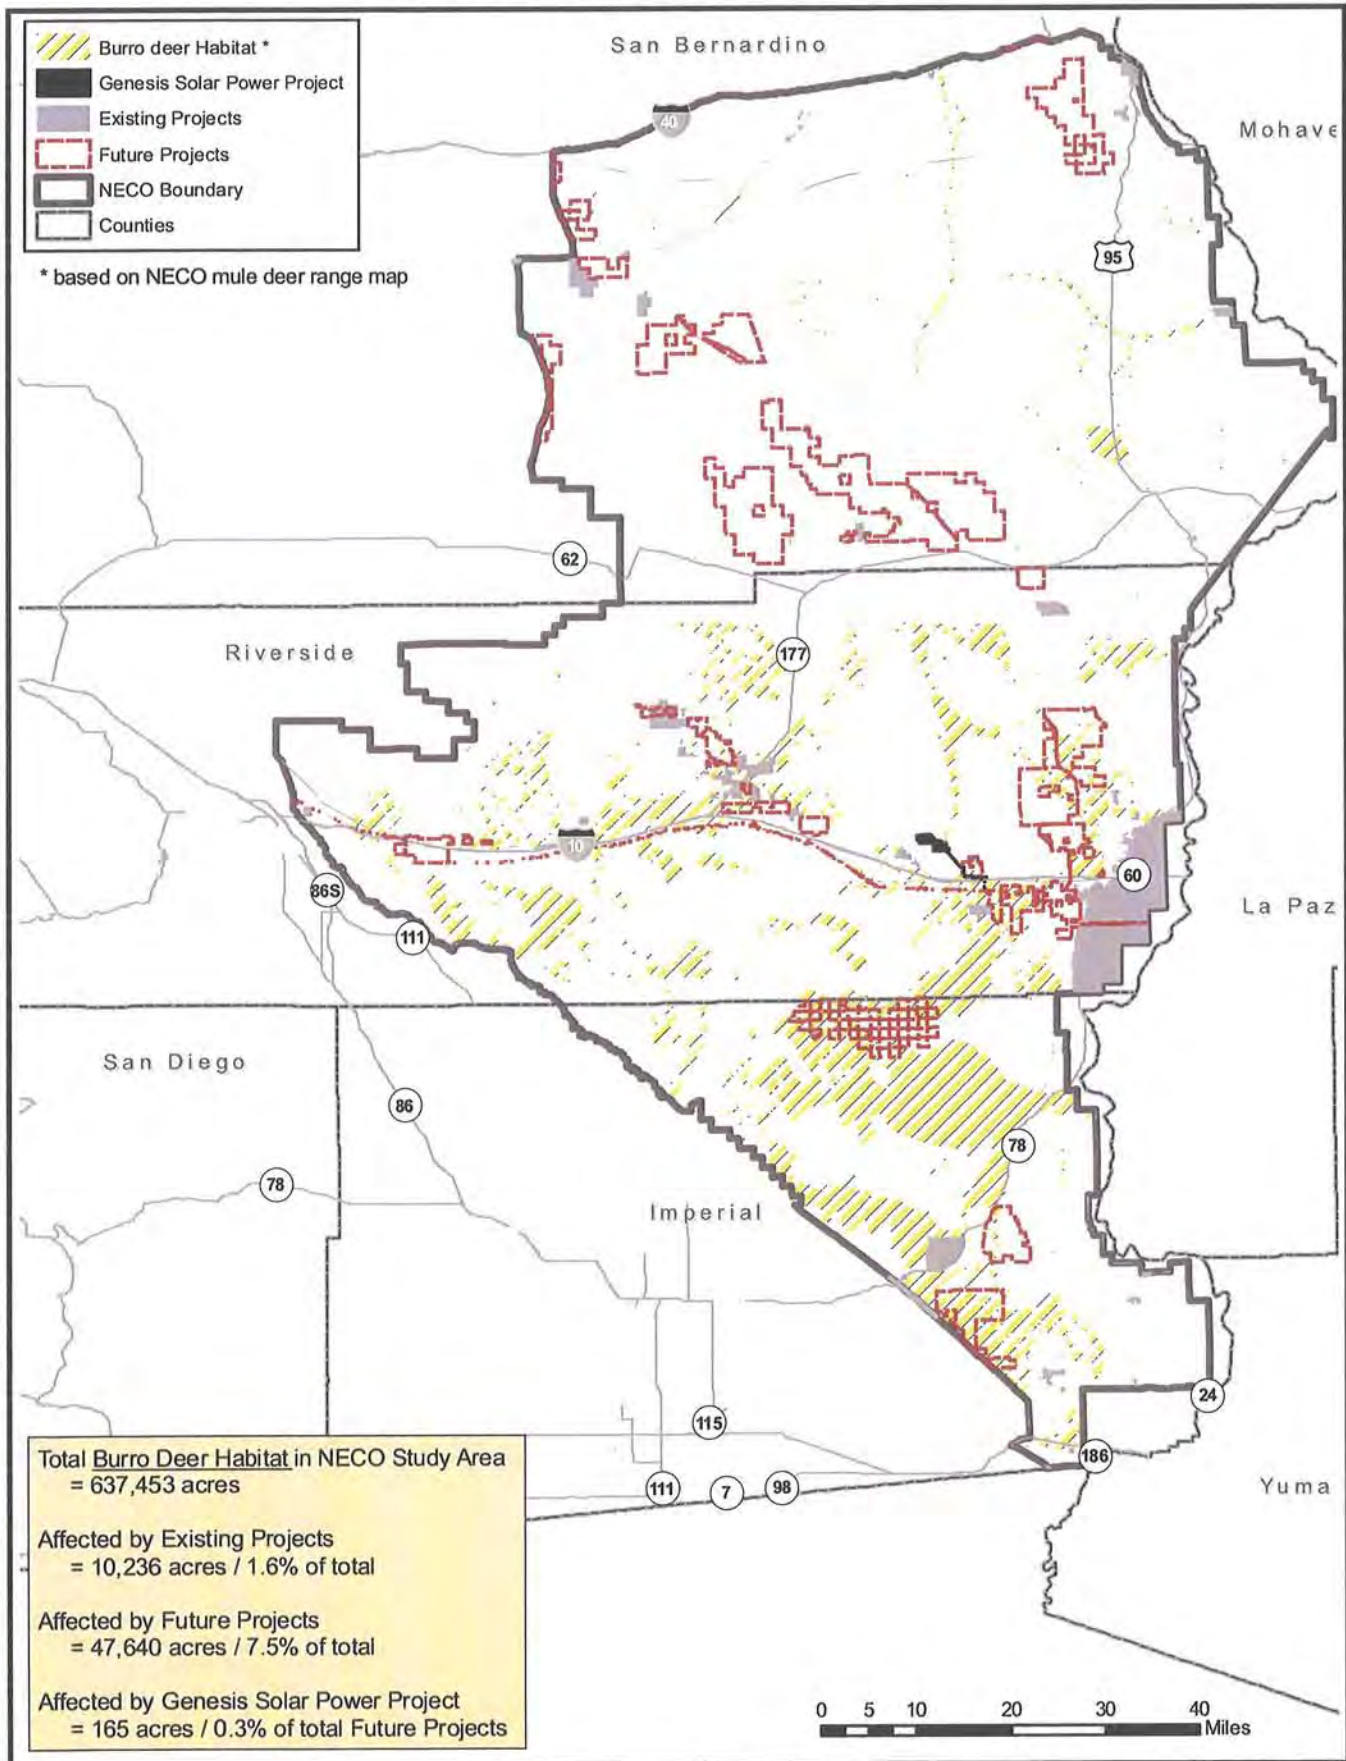 Burro deer Habitat *
Genesis Solar Power Project
Existing Projects
Future Projects
NECO Boundary
Counties
* based on NECO mule deer range map
San Bernardino
Mohave
40
95
62
Riverside
177
10
60
86S
111
La Paz
San Diego
86
78
78
Imperial
115
24
186
111
7
98
Yuma
Total Burro Deer Habitat in NECO Study Area
= 637,453 acres
Affected by Existing Projects
= 10,236 acres / 1.6% of total
Affected by Future Projects
= 47,640 acres / 7.5% of total
Affected by Genesis Solar Power Project
= 165 acres / 0.3% of total Future Projects
0 5 10 20 30 40
Miles